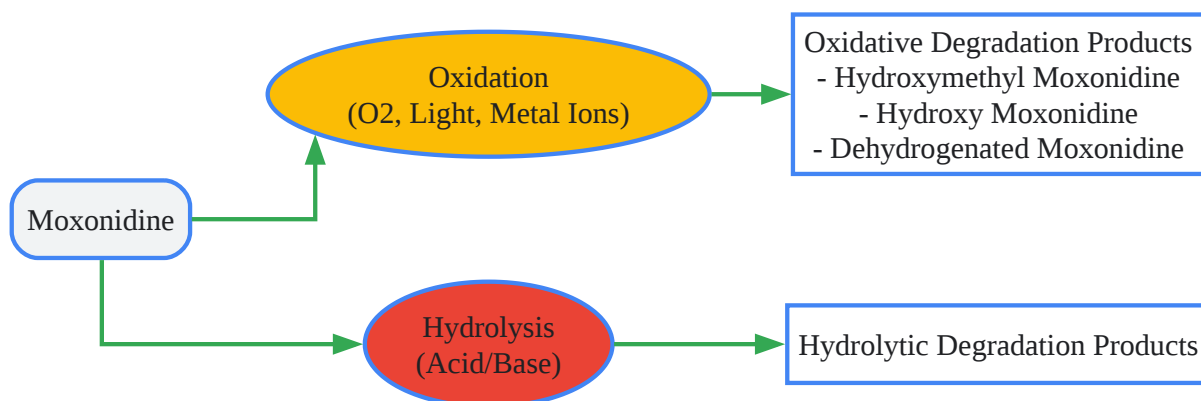 Moxonidine
Oxidation
(O2, Light, Metal Ions)
Oxidative Degradation Products
- Hydroxymethyl Moxonidine
- Hydroxy Moxonidine
- Dehydrogenated Moxonidine
Hydrolysis
(Acid/Base)
Hydrolytic Degradation Products